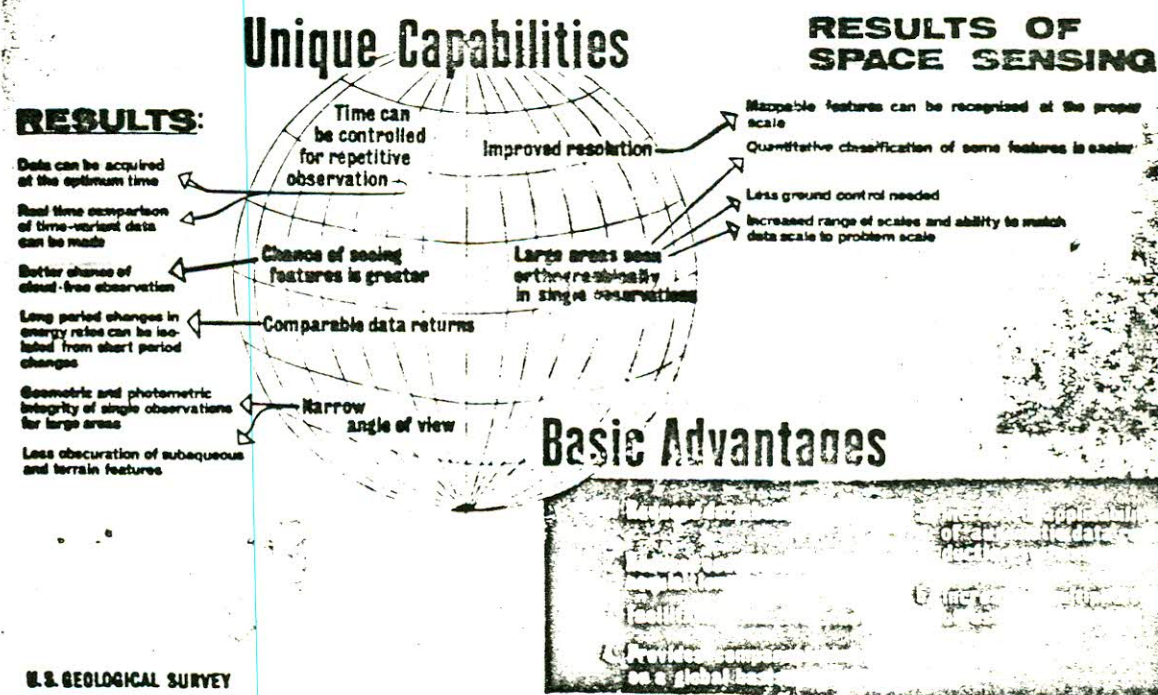 Unique Capabilities
RESULTS OF
SPACE SENSING
RESULTS:
Data can be acquired
at the optimum time
Real time comparison
of time-variant data
can be made
Better chance of
cloud-free observation
Long period changes in
energy rates can be iso-
lated from short period
changes
Geometric and photometric
integrity of single observations
for large areas
Less obscuration of subaqueous
and terrain features
Time can
be controlled
for repetitive
observation
Chance of seeing
features is greater
Comparable data returns
Narrow
angle of view
Improved resolution
Large areas seen
orthographically
in single observations
Mappable features can be recognized at the proper
scale
Quantitative classification of some features is easier
Less ground control needed
Increased range of scales and ability to match
data scale to problem scale
Basic Advantages
Provides
on a global
of
U.S. GEOLOGICAL SURVEY